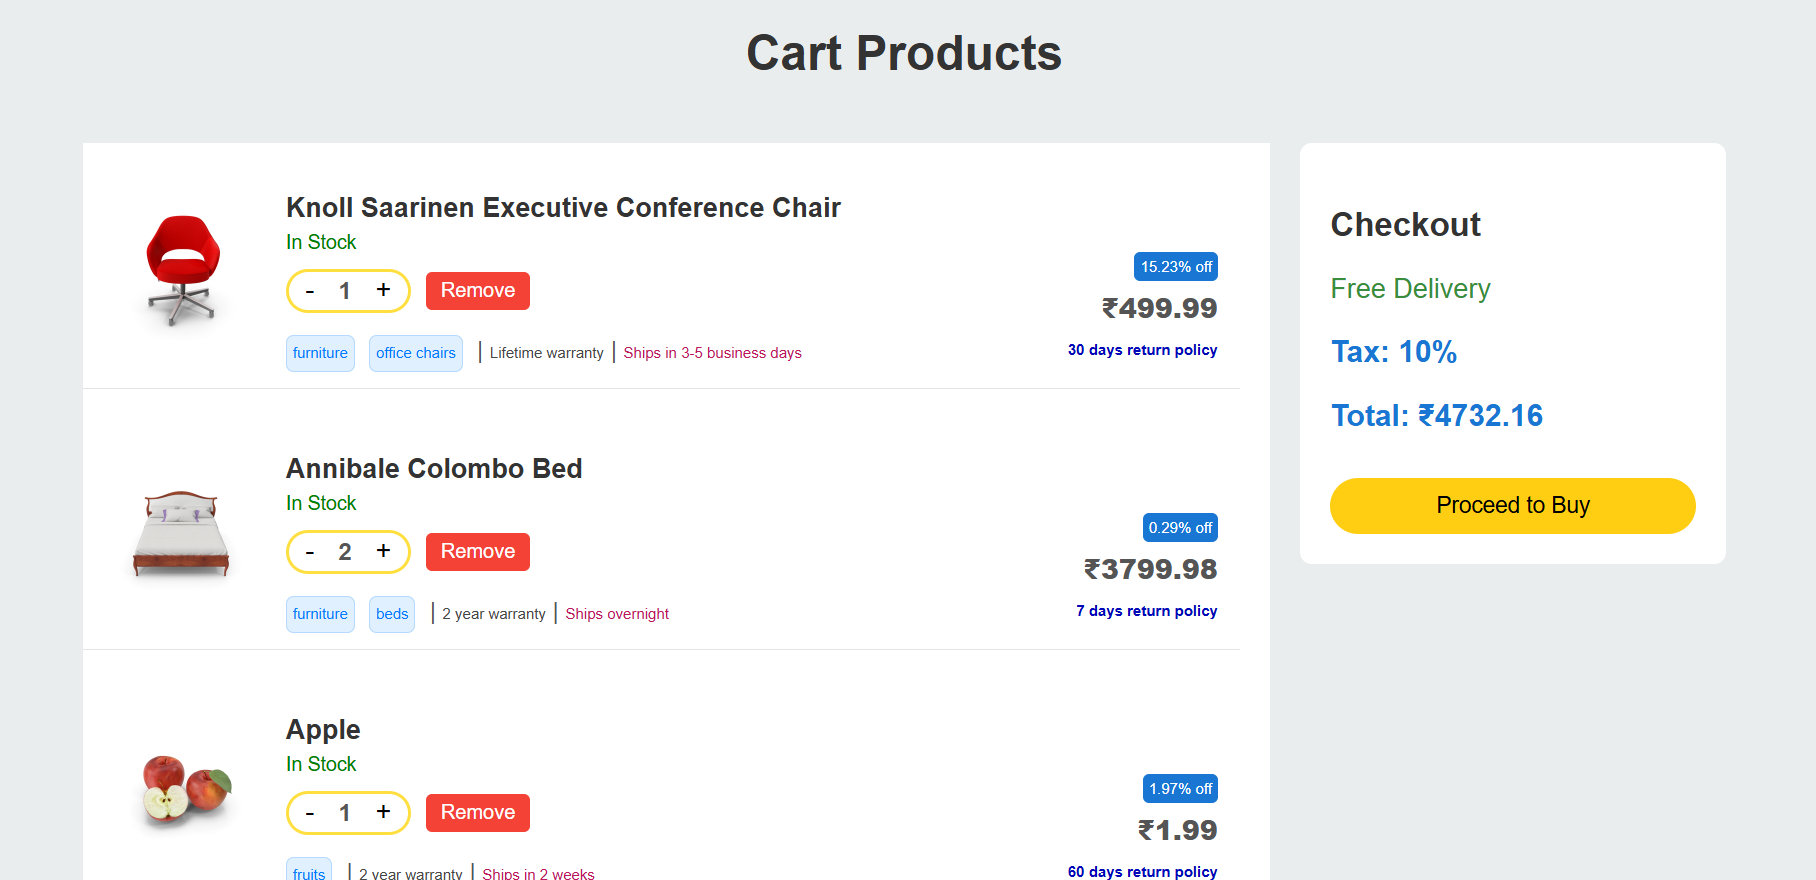 Cart Products
Knoll Saarinen Executive Conference Chair
In Stock
- 1 + Remove
15.23% off
₹499.99
furniture office chairs | Lifetime warranty | Ships in 3-5 business days
30 days return policy
Annibale Colombo Bed
In Stock
- 2 + Remove
0.29% off
₹3799.98
furniture beds | 2 year warranty | Ships overnight
7 days return policy
Apple
In Stock
- 1 + Remove
1.97% off
₹1.99
fruits | 2 year warranty | Ships in 2 weeks
60 days return policy
Checkout
Free Delivery
Tax: 10%
Total: ₹4732.16
Proceed to Buy